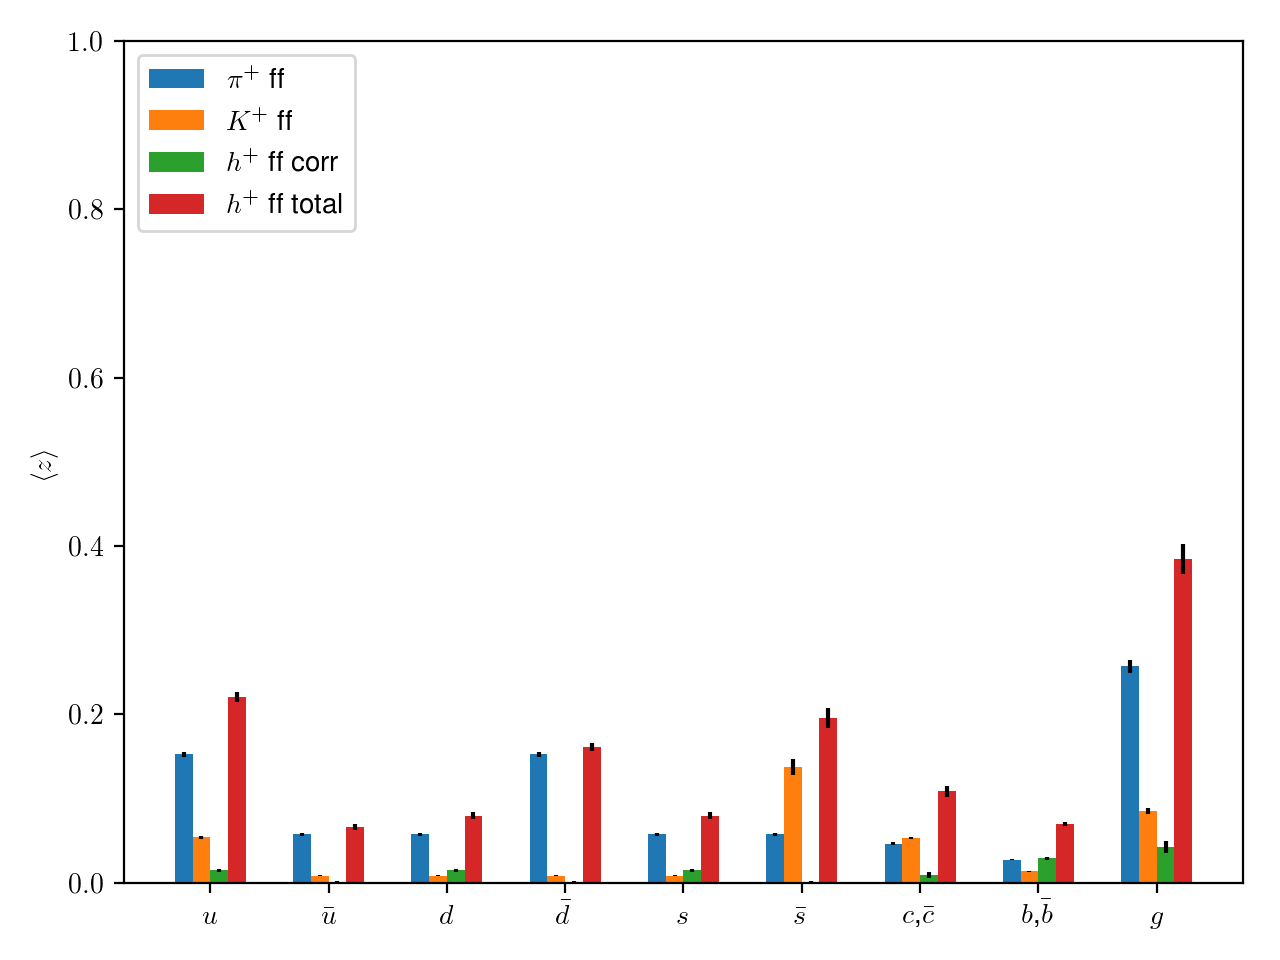 1.0
0.8
0.6
0.4
0.2
0.0
⟨z⟩
π⁺ ff
K⁺ ff
h⁺ ff corr
h⁺ ff total
u ū d d̄ s s̄ c,c̄ b,b̄ g